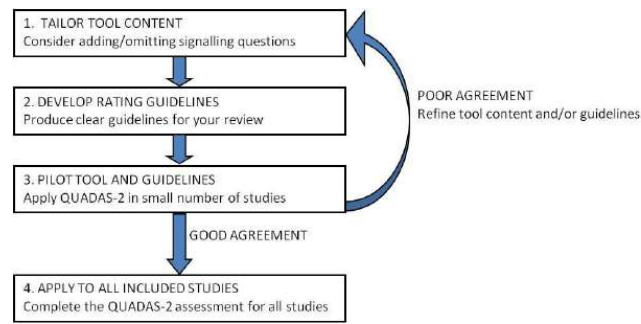 1. TAILOR TOOL CONTENT
Consider adding/omitting signalling questions
2. DEVELOP RATING GUIDELINES
Produce clear guidelines for your review
POOR AGREEMENT
Refine tool content and/or guidelines
3. PILOT TOOL AND GUIDELINES
Apply QUADAS-2 in small number of studies
GOOD AGREEMENT
4. APPLY TO ALL INCLUDED STUDIES
Complete the QUADAS-2 assessment for all studies